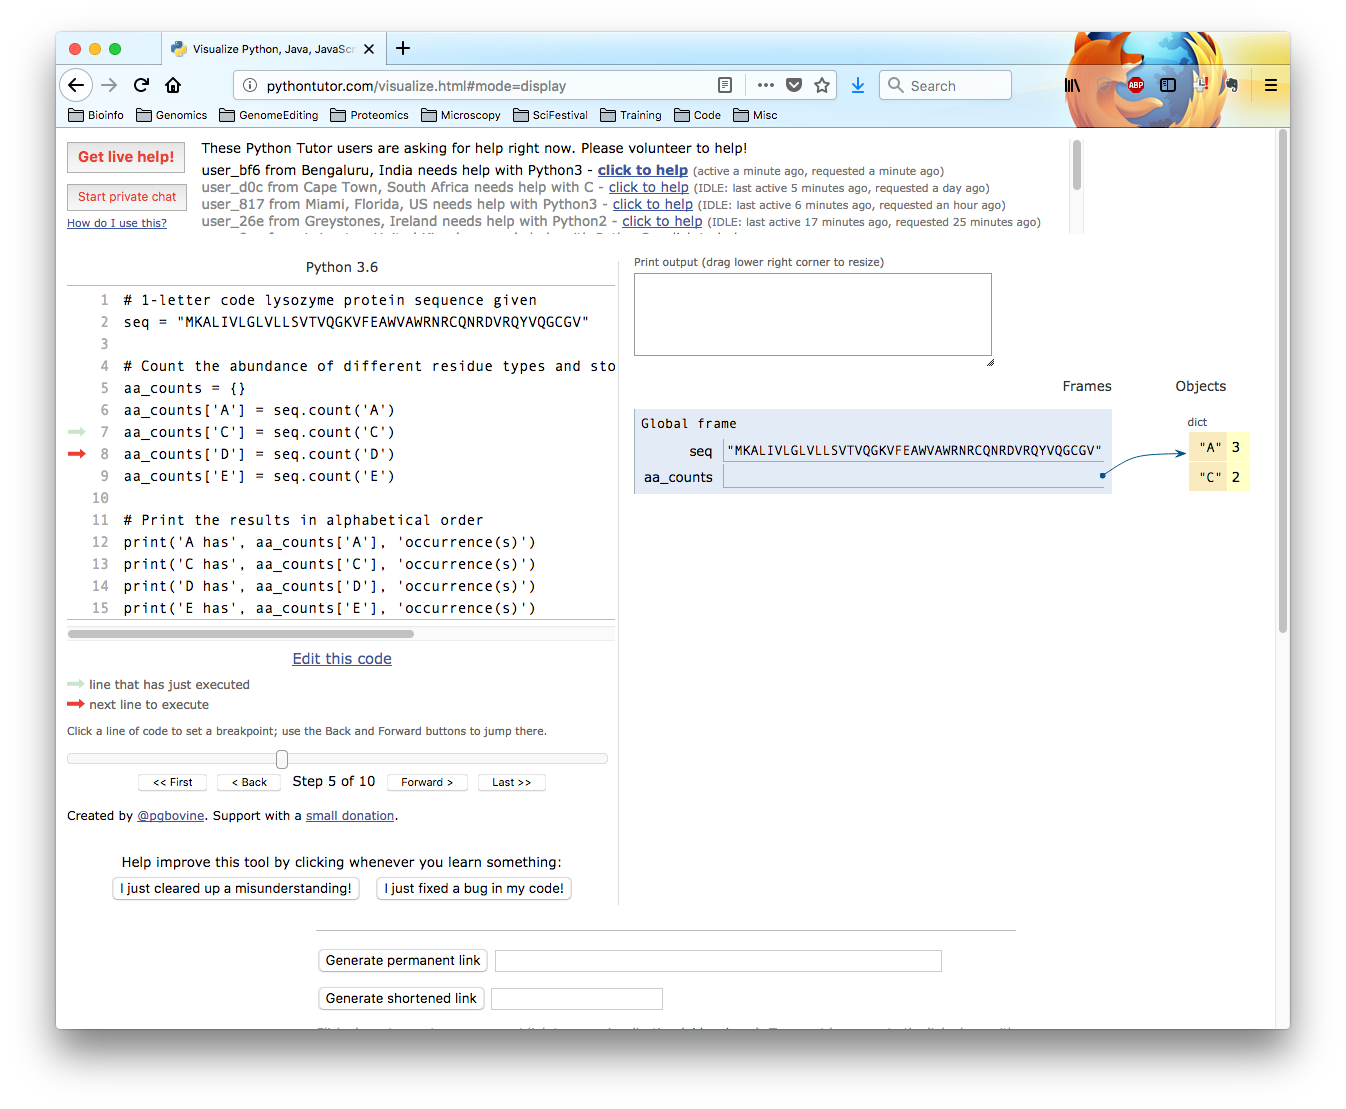 Visualize Python, Java, JavaScr
pythontutor.com/visualize.html#mode=display
Search
ABP
Bioinfo Genomics GenomeEditing Proteomics Microscopy SciFestival Training Code Misc
Get live help!
Start private chat
How do I use this?
These Python Tutor users are asking for help right now. Please volunteer to help!
user_bf6 from Bengaluru, India needs help with Python3 - click to help (active a minute ago, requested a minute ago)
user_d0c from Cape Town, South Africa needs help with C - click to help (IDLE: last active 5 minutes ago, requested a day ago)
user_817 from Miami, Florida, US needs help with Python3 - click to help (IDLE: last active 6 minutes ago, requested an hour ago)
user_26e from Greystones, Ireland needs help with Python2 - click to help (IDLE: last active 17 minutes ago, requested 25 minutes ago)
Python 3.6
1 # 1-letter code lysozyme protein sequence given
2 seq = "MKALIVLGLVLLSVTVQGKVFEAWVAWRNRCQNRDVRQYVQGCGV"
3
4 # Count the abundance of different residue types and sto
5 aa_counts = {}
6 aa_counts['A'] = seq.count('A')
7 aa_counts['C'] = seq.count('C')
8 aa_counts['D'] = seq.count('D')
9 aa_counts['E'] = seq.count('E')
10
11 # Print the results in alphabetical order
12 print('A has', aa_counts['A'], 'occurrence(s)')
13 print('C has', aa_counts['C'], 'occurrence(s)')
14 print('D has', aa_counts['D'], 'occurrence(s)')
15 print('E has', aa_counts['E'], 'occurrence(s)')
Edit this code
line that has just executed
next line to execute
Click a line of code to set a breakpoint; use the Back and Forward buttons to jump there.
<< First < Back Step 5 of 10 Forward > Last >>
Created by @pgbovine. Support with a small donation.
Help improve this tool by clicking whenever you learn something:
I just cleared up a misunderstanding! I just fixed a bug in my code!
Print output (drag lower right corner to resize)
Frames Objects
Global frame
seq "MKALIVLGLVLLSVTVQGKVFEAWVAWRNRCQNRDVRQYVQGCGV"
aa_counts
dict
"A" 3
"C" 2
Generate permanent link
Generate shortened link